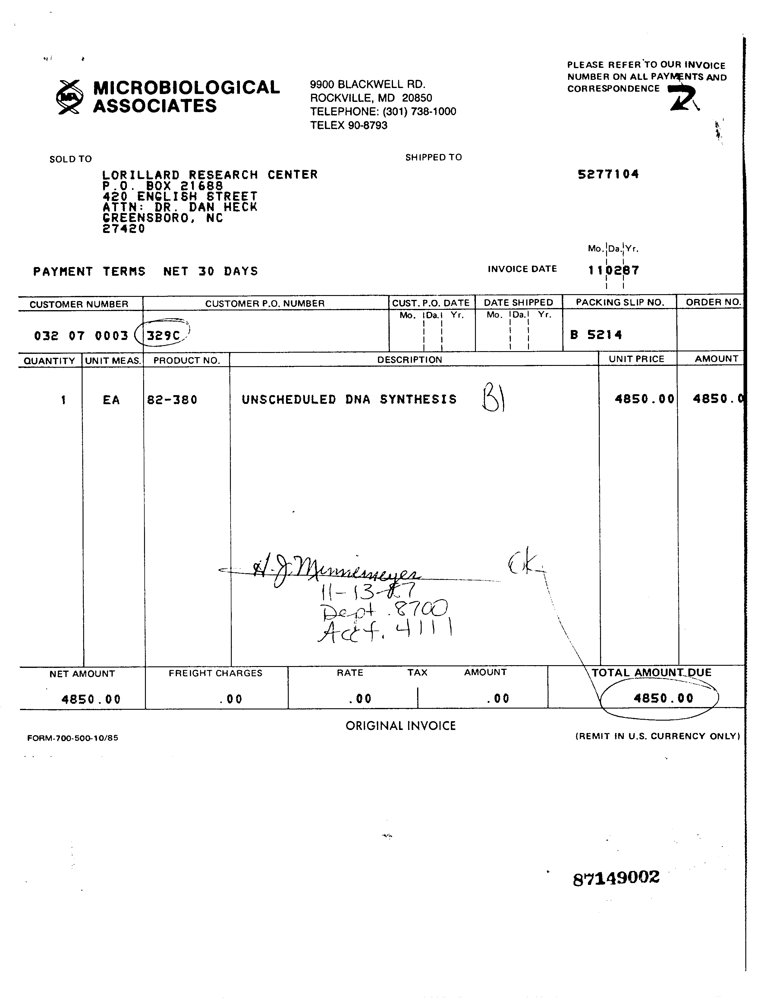 MICROBIOLOGICAL
ASSOCIATES
9900 BLACKWELL RD.
ROCKVILLE, MD 20850
TELEPHONE: (301) 738-1000
TELEX 90-8793
PLEASE REFER TO OUR INVOICE
NUMBER ON ALL PAYMENTS AND
CORRESPONDENCE
SOLD TO
SHIPPED TO
LORILLARD RESEARCH CENTER
P.O. BOX 21688
420 ENGLISH STREET
ATTN: DR. DAN HECK
GREENSBORO, NC
27420
5277104
Mo. Da. Yr.
PAYMENT TERMS NET 30 DAYS
INVOICE DATE 110287
CUSTOMER NUMBER CUSTOMER P.O. NUMBER CUST. P.O. DATE DATE SHIPPED PACKING SLIP NO. ORDER NO.
Mo. Da. Yr. Mo. Da. Yr.
032 07 0003 329C B 5214
QUANTITY UNIT MEAS. PRODUCT NO. DESCRIPTION UNIT PRICE AMOUNT
1 EA 82-380 UNSCHEDULED DNA SYNTHESIS B) 4850.00 4850.0
H.J. Minnemeyer OK
11-13-87
Dept. 8700
Acct. 4111
NET AMOUNT FREIGHT CHARGES RATE TAX AMOUNT TOTAL AMOUNT DUE
4850.00 .00 .00 .00 4850.00
ORIGINAL INVOICE
FORM-700-500-10/85
(REMIT IN U.S. CURRENCY ONLY)
87149002